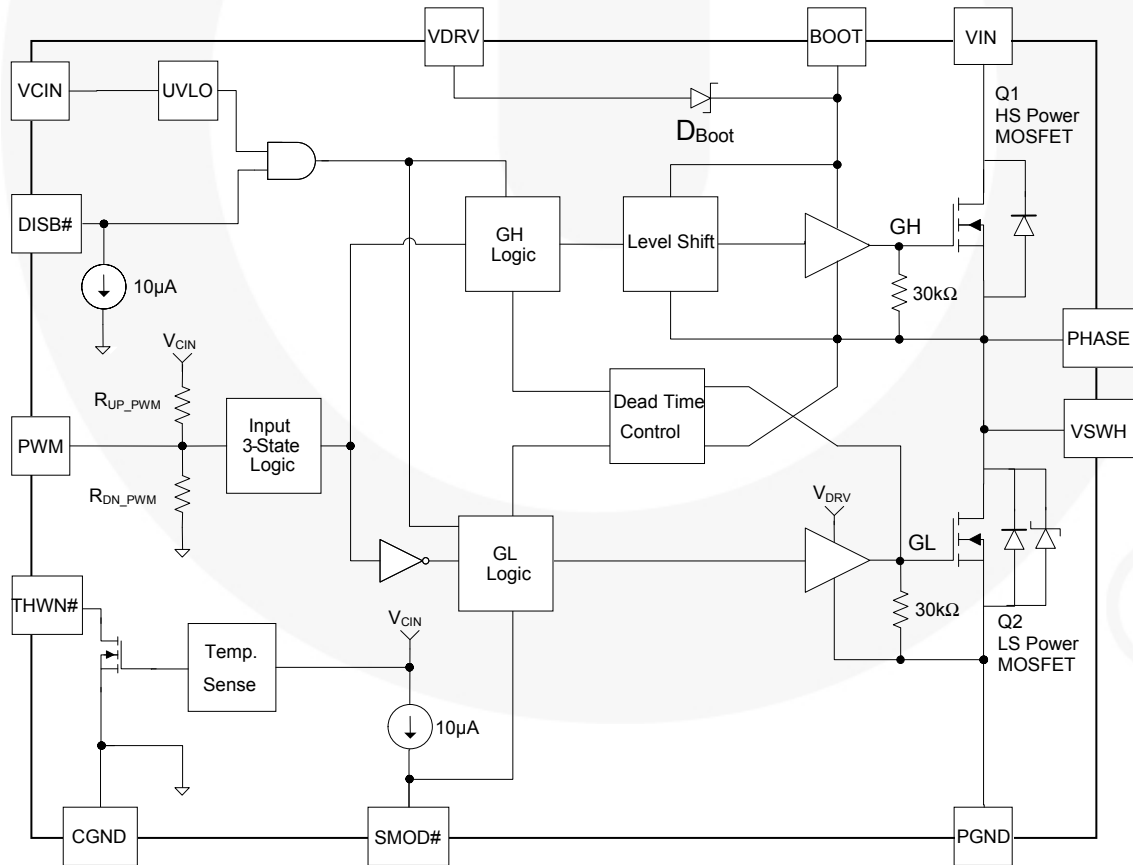 VDRV
BOOT
VIN
VCIN
UVLO
Q1
HS Power
MOSFET
DBoot
DISB#
10µA
GH
Logic
Level Shift
GH
30kΩ
PHASE
VCIN
RUP_PWM
PWM
Input
3-State
Logic
RDN_PWM
Dead Time
Control
VSWH
VDRV
GL
GL
Logic
30kΩ
Q2
LS Power
MOSFET
THWN#
Temp.
Sense
VCIN
10µA
CGND
SMOD#
PGND